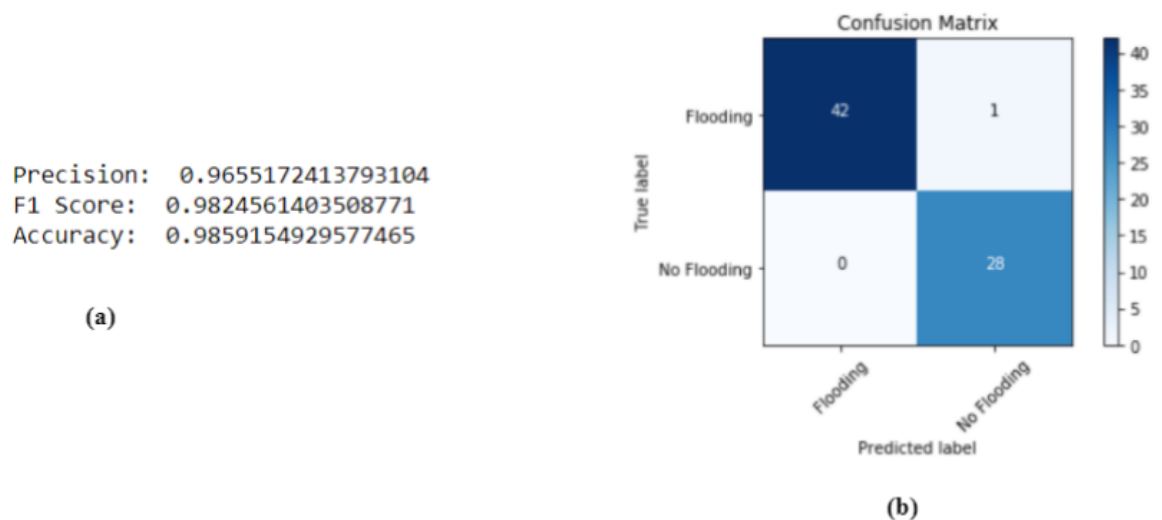 Precision:  0.9655172413793104
F1 Score:  0.9824561403508771
Accuracy:  0.9859154929577465
(a)
Confusion Matrix
True label
Flooding
42
1
No Flooding
0
28
Flooding
No Flooding
Predicted label
40
35
30
25
20
15
10
5
0
(b)